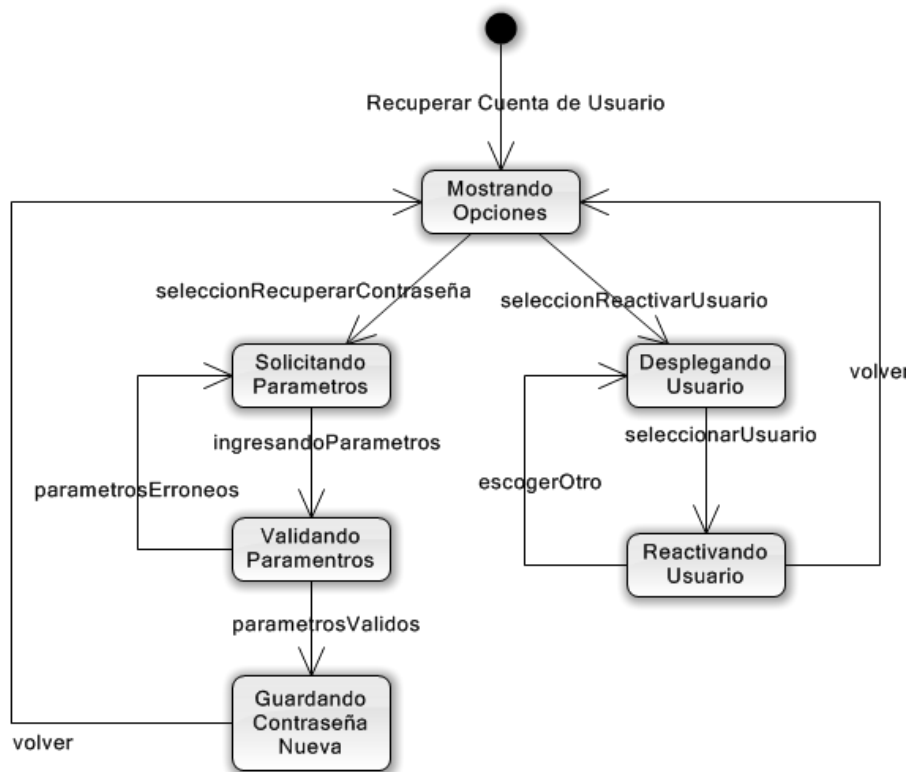 Recuperar Cuenta de Usuario
Mostrando
Opciones
seleccionRecuperarContraseña
seleccionReactivarUsuario
Solicitando
Parametros
Desplegando
Usuario
volver
ingresandoParametros
seleccionarUsuario
parametrosErroneos
escogerOtro
Validando
Paramentros
Reactivando
Usuario
parametrosValidos
Guardando
Contraseña
Nueva
volver